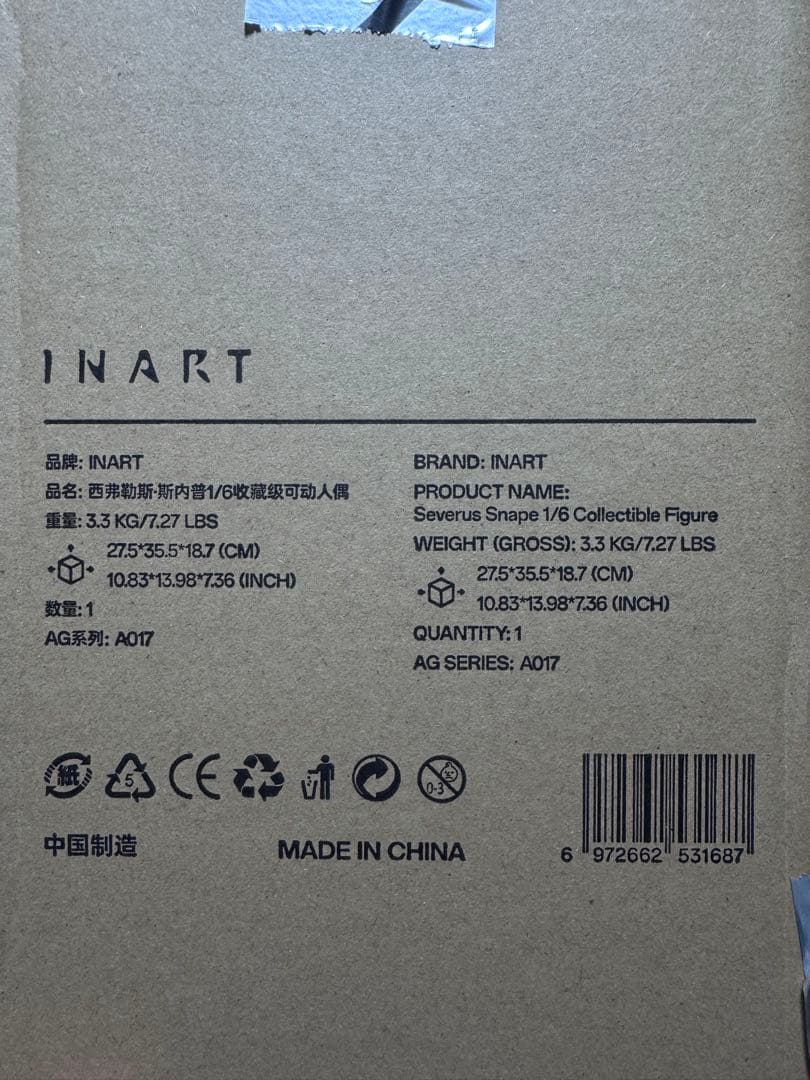 INART
品牌: INART
品名: 西弗勒斯·斯内普1/6收藏级可动人偶
重量: 3.3 KG/7.27 LBS
27.5*35.5*18.7 (CM)
10.83*13.98*7.36 (INCH)
数量: 1
AG系列: A017
BRAND: INART
PRODUCT NAME:
Severus Snape 1/6 Collectible Figure
WEIGHT (GROSS): 3.3 KG/7.27 LBS
27.5*35.5*18.7 (CM)
10.83*13.98*7.36 (INCH)
QUANTITY: 1
AG SERIES: A017
紙
5
CE
0-3
中国制造
MADE IN CHINA
6 972662 531687